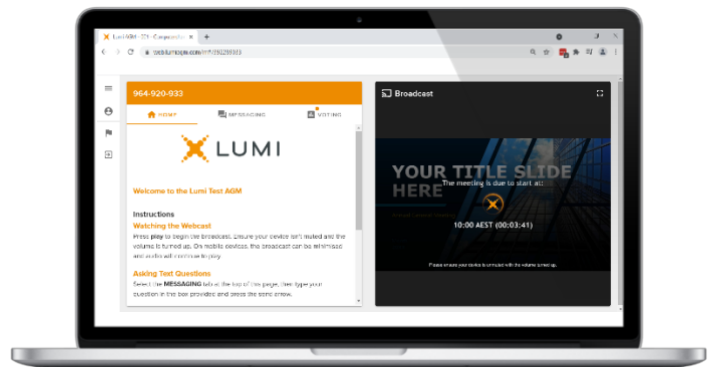 964-920-933
HOME
MESSAGING
VOTING
LUMI
Welcome to the Lumi Test AGM
Instructions
Watching the Webcast
Press play to begin the broadcast. Ensure your device isn't muted and the
volume is turned up. On mobile devices, the broadcast can be minimised
and audio will continue to play.
Asking Text Questions
Select the MESSAGING tab at the top of this page, then type your
question in the box provided and press the send arrow.
Broadcast
YOUR TITLE SLIDE
HERE
The meeting is due to start at:
10:00 AEST (00:03:41)
Please ensure your device is unmuted with the volume turned up.